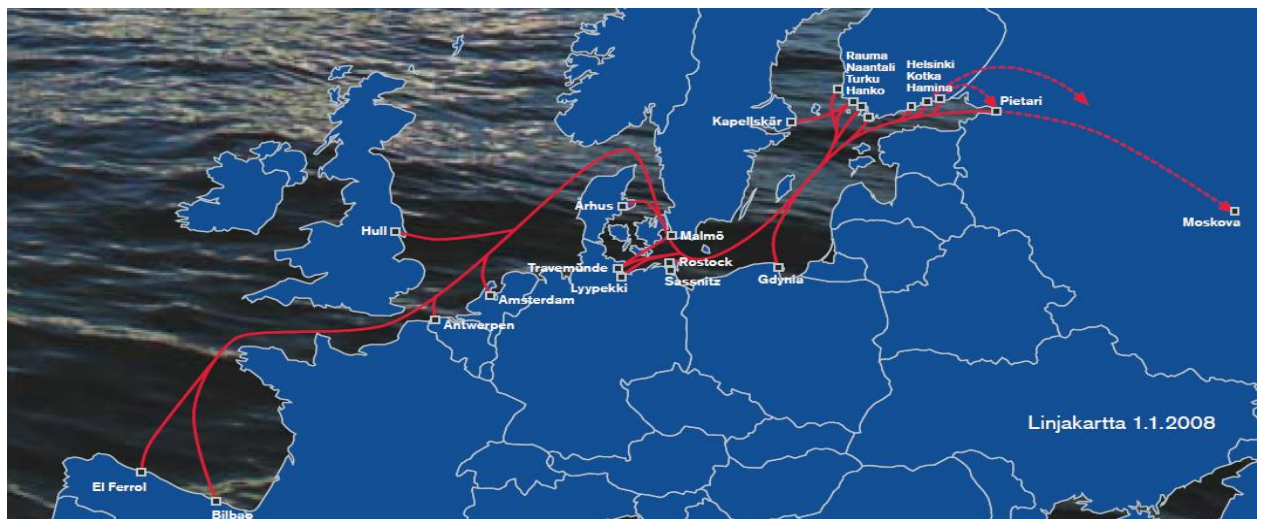 Rauma
Naantali
Turku
Hanko
Helsinki
Kotka
Hamina
Pietari
Kapellskär
Moskova
Århus
Hull
Malmö
Travemünde
Rostock
Lyypekki
Sassnitz
Gdynia
Amsterdam
Antwerpen
Linjakartta 1.1.2008
El Ferrol
Bilbao